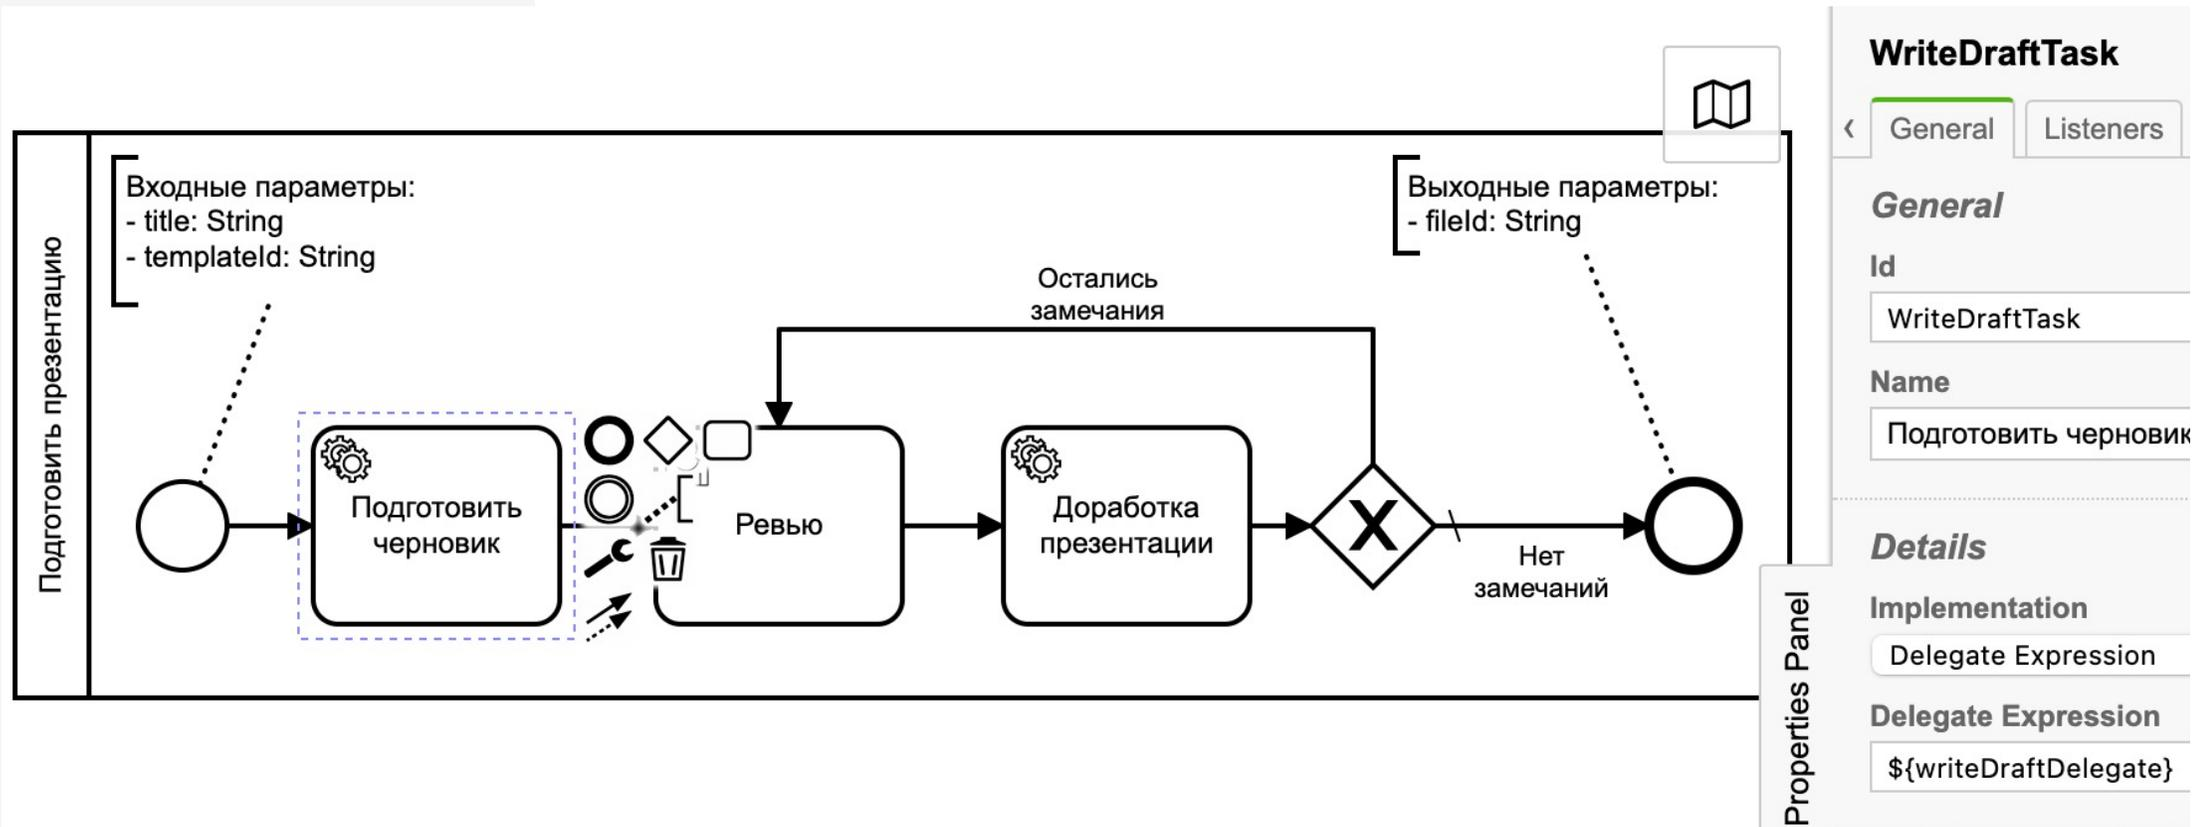 Подготовить презентацию
Входные параметры:
- title: String
- templateId: String
Выходные параметры:
- fileId: String
Остались
замечания
Подготовить
черновик
Ревью
Доработка
презентации
X
Нет
замечаний
Properties Panel
WriteDraftTask
General
Listeners
General
Id
WriteDraftTask
Name
Подготовить черновик
Details
Implementation
Delegate Expression
Delegate Expression
${writeDraftDelegate}